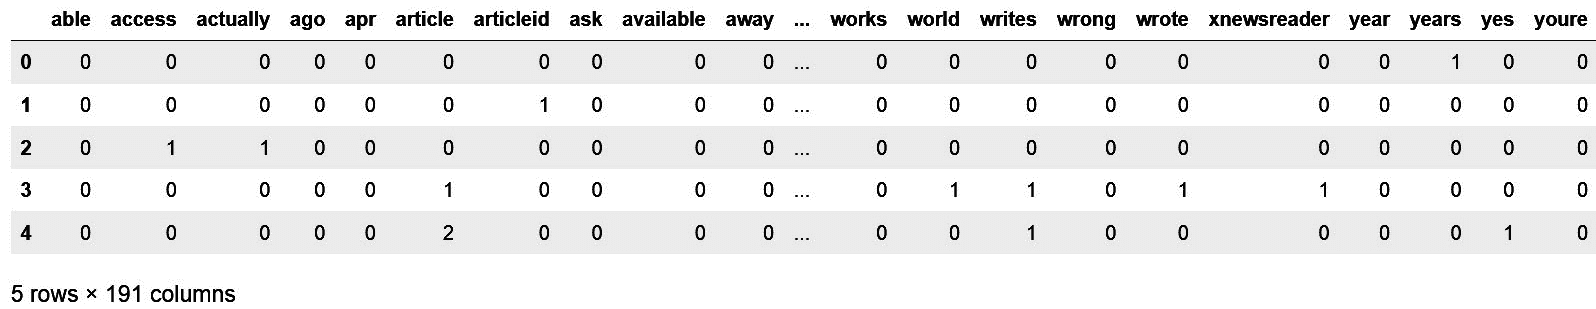 able access actually ago apr article articleid ask available away ... works world writes wrong wrote xnewsreader year years yes youre
0 0 0 0 0 0 0 0 0 0 0 ... 0 0 0 0 0 0 0 1 0 0
1 0 0 0 0 0 0 1 0 0 0 ... 0 0 0 0 0 0 0 0 0 0
2 0 1 1 0 0 0 0 0 0 0 ... 0 0 0 0 0 0 0 0 0 0
3 0 0 0 0 0 1 0 0 0 0 ... 0 1 1 0 1 1 0 0 0 0
4 0 0 0 0 0 2 0 0 0 0 ... 0 0 1 0 0 0 0 0 1 0
5 rows × 191 columns